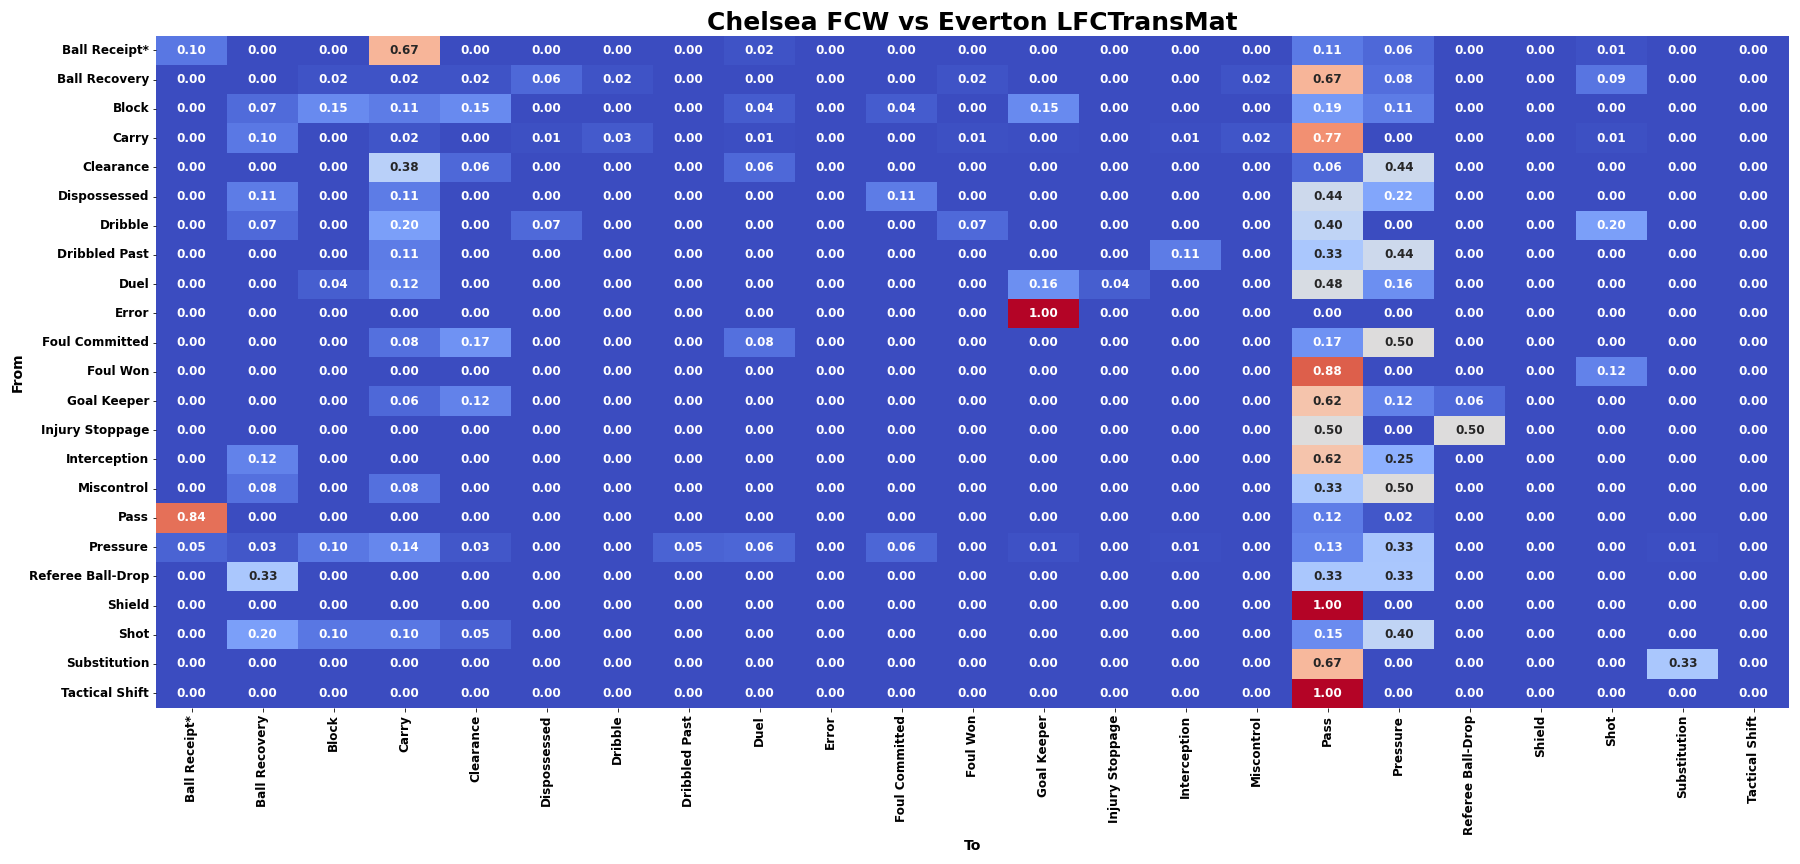 Chelsea FCW vs Everton LFCTransMat
Ball Receipt* 0.10 0.00 0.00 0.67 0.00 0.00 0.00 0.00 0.02 0.00 0.00 0.00 0.00 0.00 0.00 0.00 0.11 0.06 0.00 0.00 0.01 0.00 0.00
Ball Recovery 0.00 0.00 0.02 0.02 0.02 0.06 0.02 0.00 0.00 0.00 0.00 0.02 0.00 0.00 0.00 0.02 0.67 0.08 0.00 0.00 0.09 0.00 0.00
Block 0.00 0.07 0.15 0.11 0.15 0.00 0.00 0.00 0.04 0.00 0.04 0.00 0.15 0.00 0.00 0.00 0.19 0.11 0.00 0.00 0.00 0.00 0.00
Carry 0.00 0.10 0.00 0.02 0.00 0.01 0.03 0.00 0.01 0.00 0.00 0.01 0.00 0.00 0.01 0.02 0.77 0.00 0.00 0.00 0.01 0.00 0.00
Clearance 0.00 0.00 0.00 0.38 0.06 0.00 0.00 0.00 0.06 0.00 0.00 0.00 0.00 0.00 0.00 0.00 0.06 0.44 0.00 0.00 0.00 0.00 0.00
Dispossessed 0.00 0.11 0.00 0.11 0.00 0.00 0.00 0.00 0.00 0.00 0.11 0.00 0.00 0.00 0.00 0.00 0.44 0.22 0.00 0.00 0.00 0.00 0.00
Dribble 0.00 0.07 0.00 0.20 0.00 0.07 0.00 0.00 0.00 0.00 0.00 0.07 0.00 0.00 0.00 0.00 0.40 0.00 0.00 0.00 0.20 0.00 0.00
Dribbled Past 0.00 0.00 0.00 0.11 0.00 0.00 0.00 0.00 0.00 0.00 0.00 0.00 0.00 0.00 0.11 0.00 0.33 0.44 0.00 0.00 0.00 0.00 0.00
Duel 0.00 0.00 0.04 0.12 0.00 0.00 0.00 0.00 0.00 0.00 0.00 0.00 0.16 0.04 0.00 0.00 0.48 0.16 0.00 0.00 0.00 0.00 0.00
Error 0.00 0.00 0.00 0.00 0.00 0.00 0.00 0.00 0.00 0.00 0.00 0.00 1.00 0.00 0.00 0.00 0.00 0.00 0.00 0.00 0.00 0.00 0.00
Foul Committed 0.00 0.00 0.00 0.08 0.17 0.00 0.00 0.00 0.08 0.00 0.00 0.00 0.00 0.00 0.00 0.00 0.17 0.50 0.00 0.00 0.00 0.00 0.00
Foul Won 0.00 0.00 0.00 0.00 0.00 0.00 0.00 0.00 0.00 0.00 0.00 0.00 0.00 0.00 0.00 0.00 0.88 0.00 0.00 0.00 0.12 0.00 0.00
Goal Keeper 0.00 0.00 0.00 0.06 0.12 0.00 0.00 0.00 0.00 0.00 0.00 0.00 0.00 0.00 0.00 0.00 0.62 0.12 0.06 0.00 0.00 0.00 0.00
Injury Stoppage 0.00 0.00 0.00 0.00 0.00 0.00 0.00 0.00 0.00 0.00 0.00 0.00 0.00 0.00 0.00 0.00 0.50 0.00 0.50 0.00 0.00 0.00 0.00
Interception 0.00 0.12 0.00 0.00 0.00 0.00 0.00 0.00 0.00 0.00 0.00 0.00 0.00 0.00 0.00 0.00 0.62 0.25 0.00 0.00 0.00 0.00 0.00
Miscontrol 0.00 0.08 0.00 0.08 0.00 0.00 0.00 0.00 0.00 0.00 0.00 0.00 0.00 0.00 0.00 0.00 0.33 0.50 0.00 0.00 0.00 0.00 0.00
Pass 0.84 0.00 0.00 0.00 0.00 0.00 0.00 0.00 0.00 0.00 0.00 0.00 0.00 0.00 0.00 0.00 0.12 0.02 0.00 0.00 0.00 0.00 0.00
Pressure 0.05 0.03 0.10 0.14 0.03 0.00 0.00 0.05 0.06 0.00 0.06 0.00 0.01 0.00 0.01 0.00 0.13 0.33 0.00 0.00 0.00 0.01 0.00
Referee Ball-Drop 0.00 0.33 0.00 0.00 0.00 0.00 0.00 0.00 0.00 0.00 0.00 0.00 0.00 0.00 0.00 0.00 0.33 0.33 0.00 0.00 0.00 0.00 0.00
Shield 0.00 0.00 0.00 0.00 0.00 0.00 0.00 0.00 0.00 0.00 0.00 0.00 0.00 0.00 0.00 0.00 1.00 0.00 0.00 0.00 0.00 0.00 0.00
Shot 0.00 0.20 0.10 0.10 0.05 0.00 0.00 0.00 0.00 0.00 0.00 0.00 0.00 0.00 0.00 0.00 0.15 0.40 0.00 0.00 0.00 0.00 0.00
Substitution 0.00 0.00 0.00 0.00 0.00 0.00 0.00 0.00 0.00 0.00 0.00 0.00 0.00 0.00 0.00 0.00 0.67 0.00 0.00 0.00 0.00 0.33 0.00
Tactical Shift 0.00 0.00 0.00 0.00 0.00 0.00 0.00 0.00 0.00 0.00 0.00 0.00 0.00 0.00 0.00 0.00 1.00 0.00 0.00 0.00 0.00 0.00 0.00
From
Ball Receipt*
Ball Recovery
Block
Carry
Clearance
Dispossessed
Dribble
Dribbled Past
Duel
Error
Foul Committed
Foul Won
Goal Keeper
Injury Stoppage
Interception
Miscontrol
Pass
Pressure
Referee Ball-Drop
Shield
Shot
Substitution
Tactical Shift
To